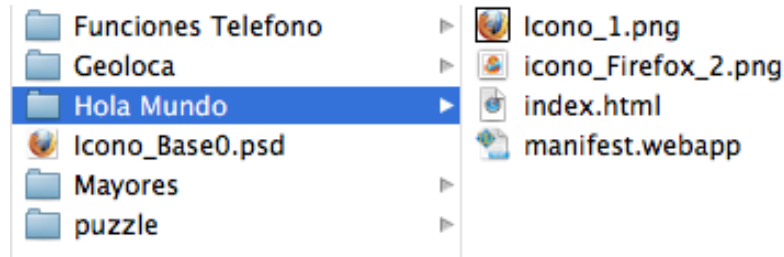 Funciones Telefono
Geoloca
Hola Mundo
Icono_Base0.psd
Mayores
puzzle
Icono_1.png
icono_Firefox_2.png
index.html
manifest.webapp